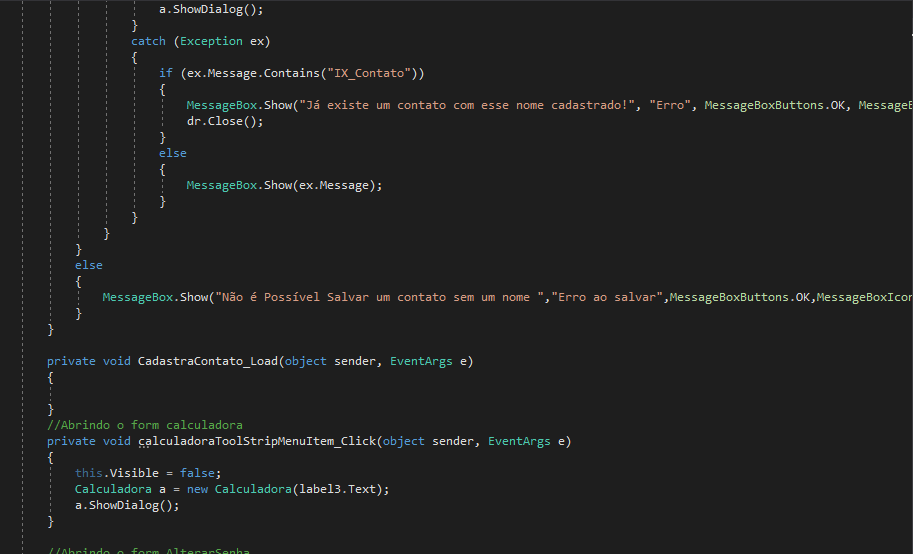 a.ShowDialog();
}
catch (Exception ex)
{
if (ex.Message.Contains("IX_Contato"))
{
MessageBox.Show("Já existe um contato com esse nome cadastrado!", "Erro", MessageBoxButtons.OK, MessageB
dr.Close();
}
else
{
MessageBox.Show(ex.Message);
}
}
}
}
else
{
MessageBox.Show("Não é Possível Salvar um contato sem um nome ","Erro ao salvar",MessageBoxButtons.OK,MessageBoxIcon
}
}
private void CadastraContato_Load(object sender, EventArgs e)
{
}
//Abrindo o form calculadora
private void calculadoraToolStripMenuItem_Click(object sender, EventArgs e)
{
this.Visible = false;
Calculadora a = new Calculadora(label3.Text);
a.ShowDialog();
}
//Abrindo o form AlterarSenha